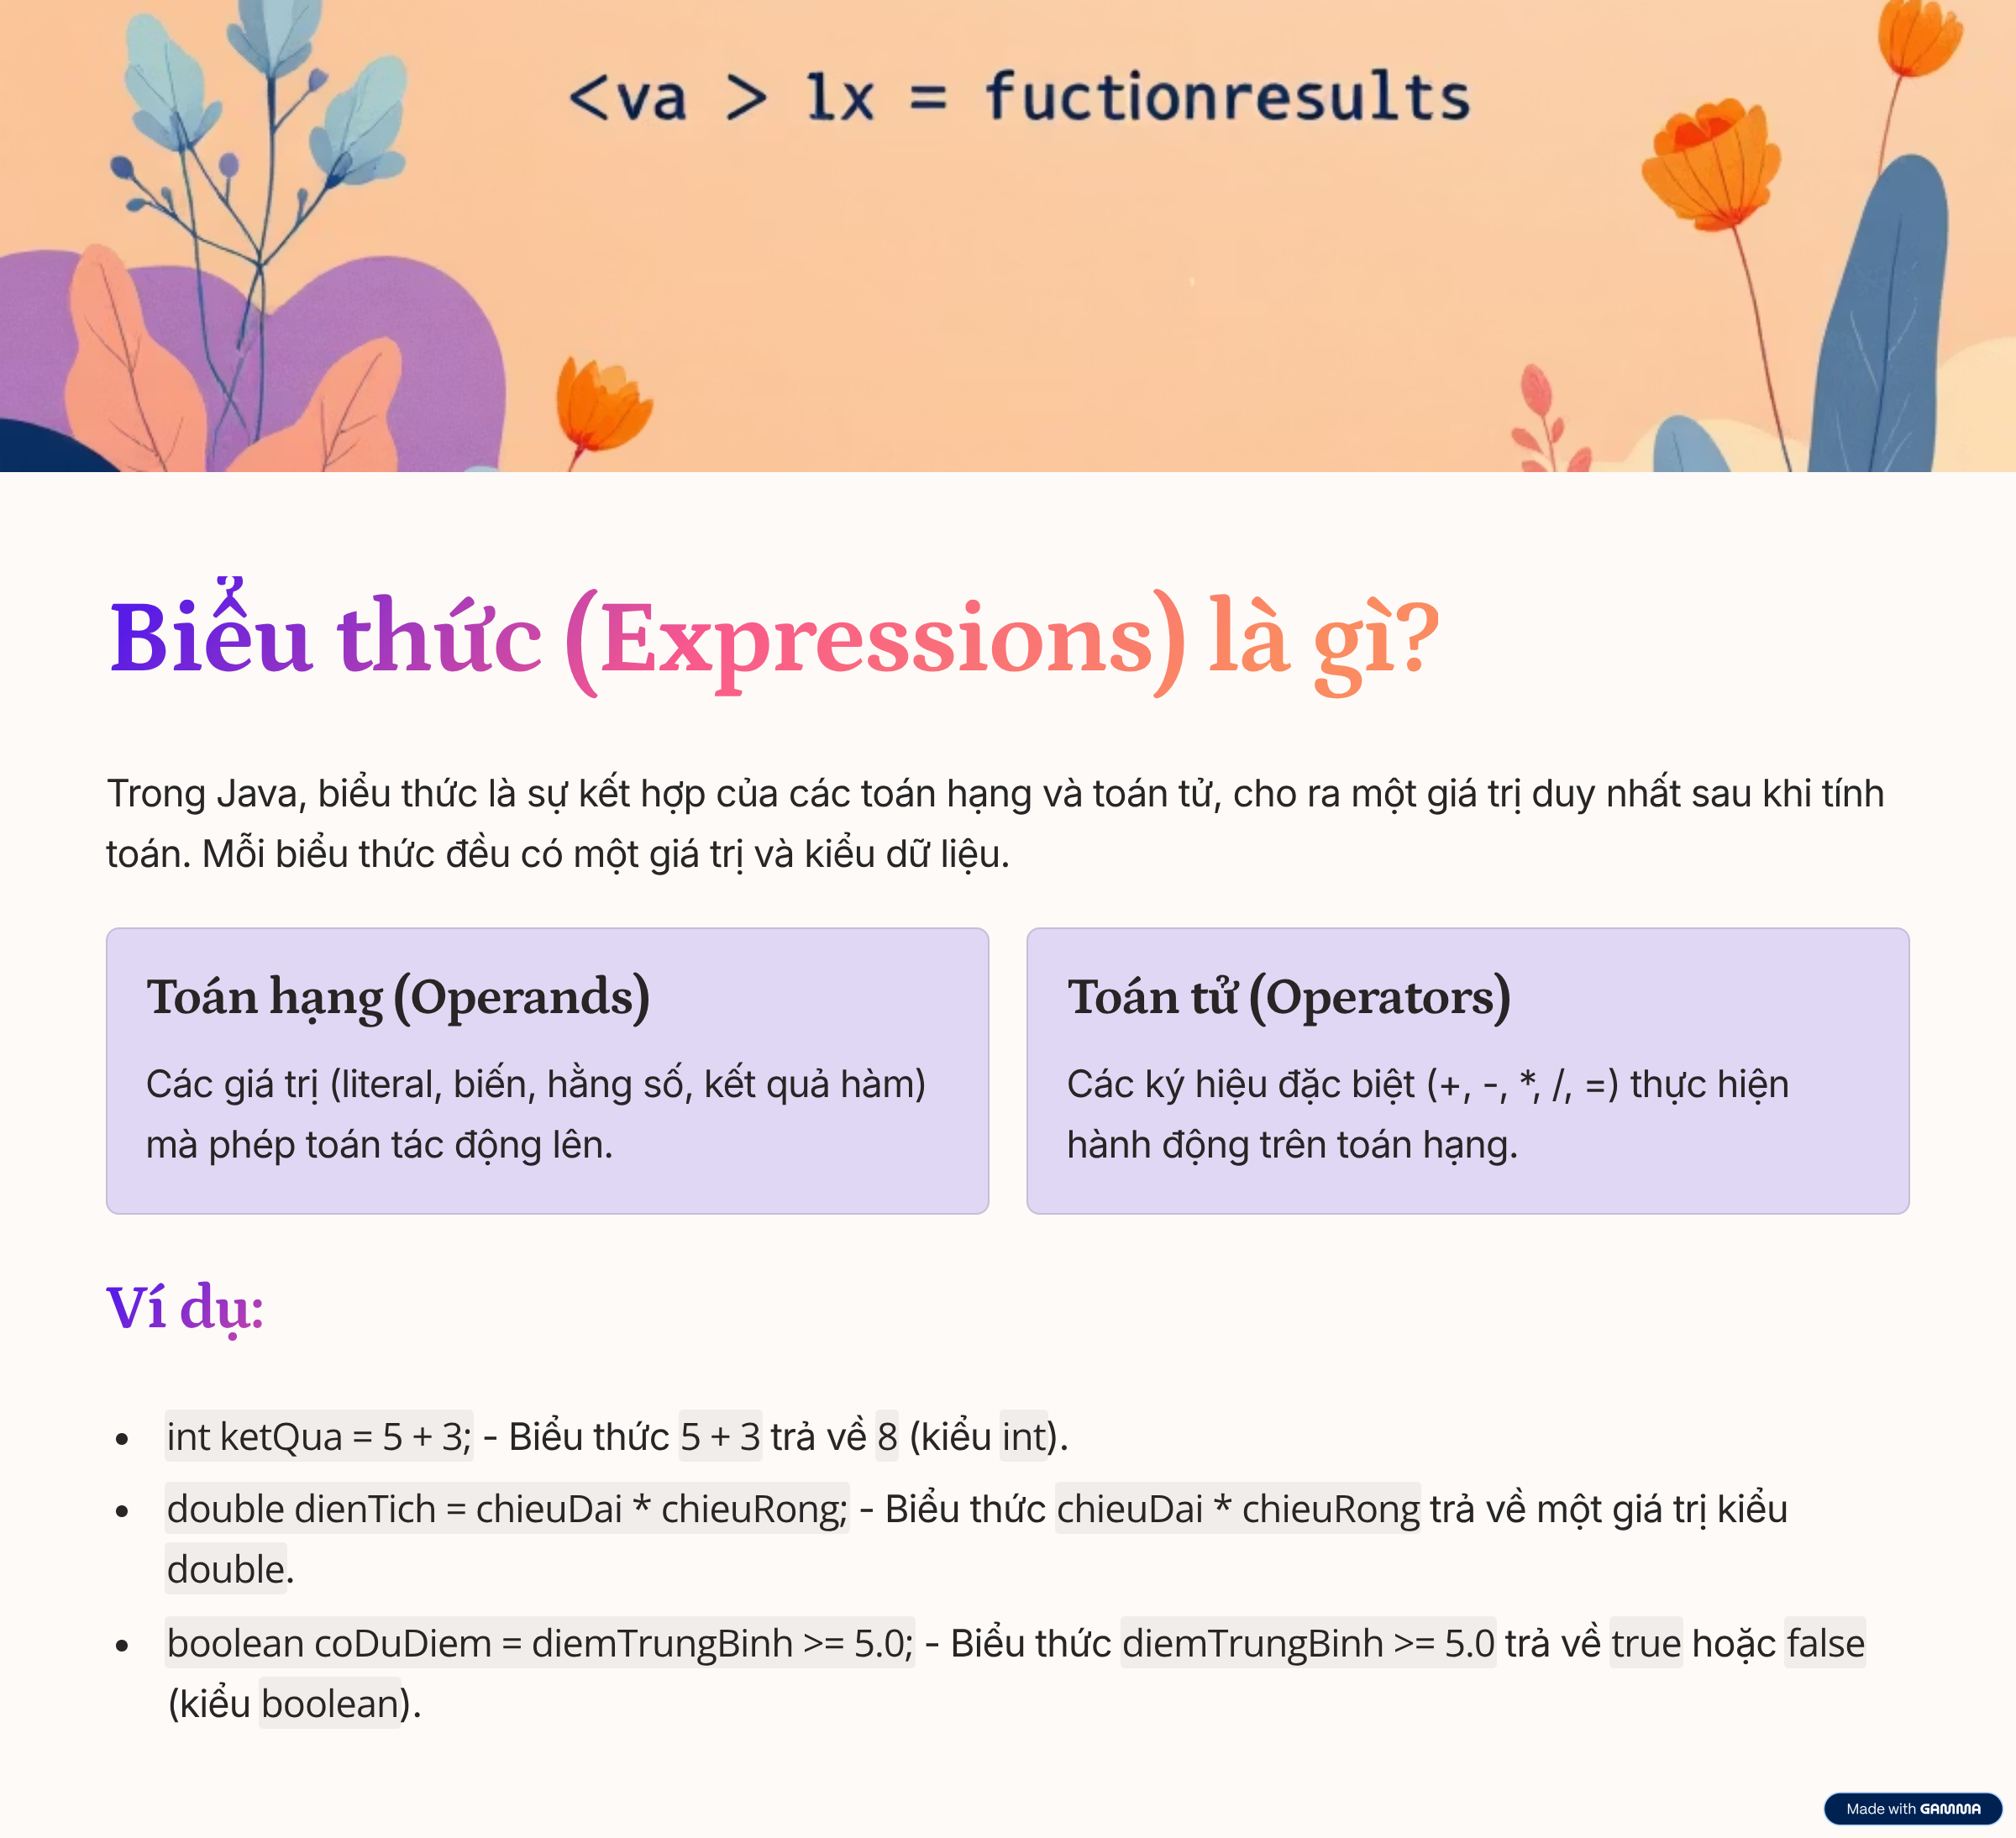 <va > 1x = fuctionresults
Biểu thức (Expressions) là gì?
Trong Java, biểu thức là sự kết hợp của các toán hạng và toán tử, cho ra một giá trị duy nhất sau khi tính
toán. Mỗi biểu thức đều có một giá trị và kiểu dữ liệu.
Toán hạng (Operands)
Các giá trị (literal, biến, hằng số, kết quả hàm)
mà phép toán tác động lên.
Toán tử (Operators)
Các ký hiệu đặc biệt (+, -, *, /, =) thực hiện
hành động trên toán hạng.
Ví dụ:
• int ketQua = 5 + 3; - Biểu thức 5 + 3 trả về 8 (kiểu int).
• double dienTich = chieuDai * chieuRong; - Biểu thức chieuDai * chieuRong trả về một giá trị kiểu
double.
• boolean coDuDiem = diemTrungBinh >= 5.0; - Biểu thức diemTrungBinh >= 5.0 trả về true hoặc false
(kiểu boolean).
Made with GAMMA